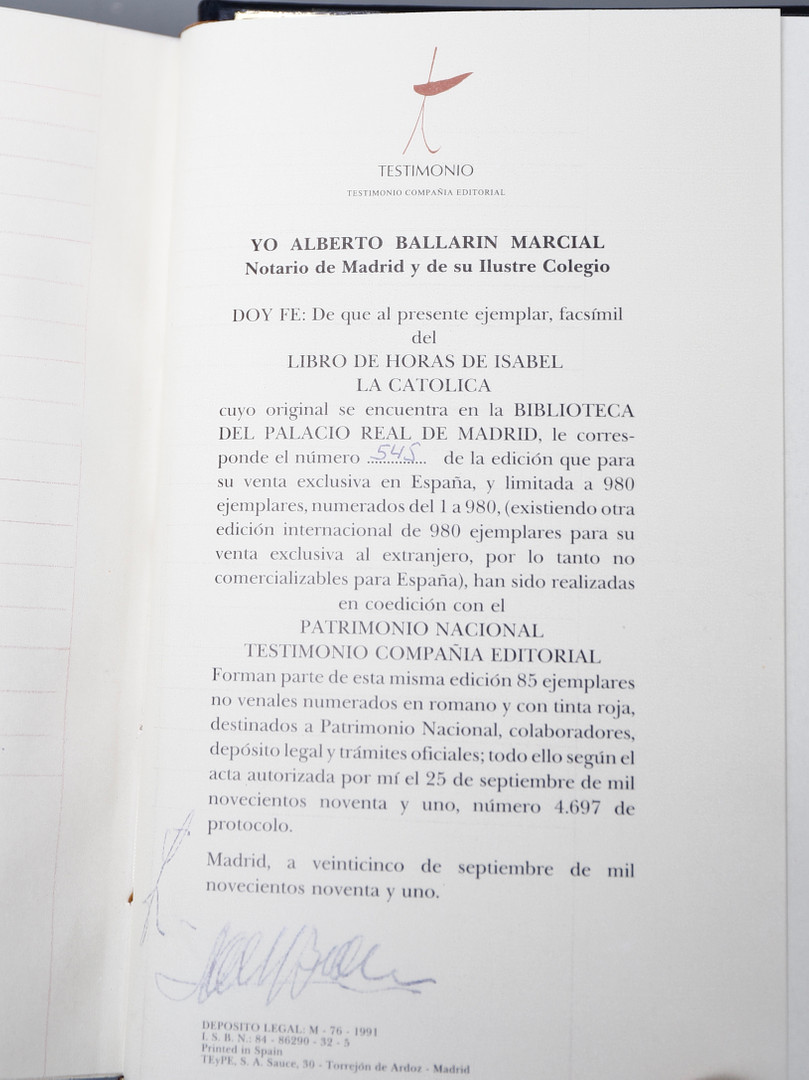 TESTIMONIO
TESTIMONIO COMPAÑIA EDITORIAL
YO ALBERTO BALLARIN MARCIAL
Notario de Madrid y de su Ilustre Colegio
DOY FE: De que al presente ejemplar, facsímil
del
LIBRO DE HORAS DE ISABEL
LA CATOLICA
cuyo original se encuentra en la BIBLIOTECA
DEL PALACIO REAL DE MADRID, le corres-
ponde el número 545 de la edición que para
su venta exclusiva en España, y limitada a 980
ejemplares, numerados del 1 a 980, (existiendo otra
edición internacional de 980 ejemplares para su
venta exclusiva al extranjero, por lo tanto no
comercializables para España), han sido realizadas
en coedición con el
PATRIMONIO NACIONAL
TESTIMONIO COMPAÑIA EDITORIAL
Forman parte de esta misma edición 85 ejemplares
no venales numerados en romano y con tinta roja,
destinados a Patrimonio Nacional, colaboradores,
depósito legal y trámites oficiales; todo ello según el
acta autorizada por mí el 25 de septiembre de mil
novecientos noventa y uno, número 4.697 de
protocolo.
Madrid, a veinticinco de septiembre de mil
novecientos noventa y uno.
DEPOSITO LEGAL: M - 76 - 1991
I. S. B. N.: 84 - 86290 - 32 - 5
Printed in Spain
TEyPE, S. A. Sauce, 30 - Torrejón de Ardoz - Madrid